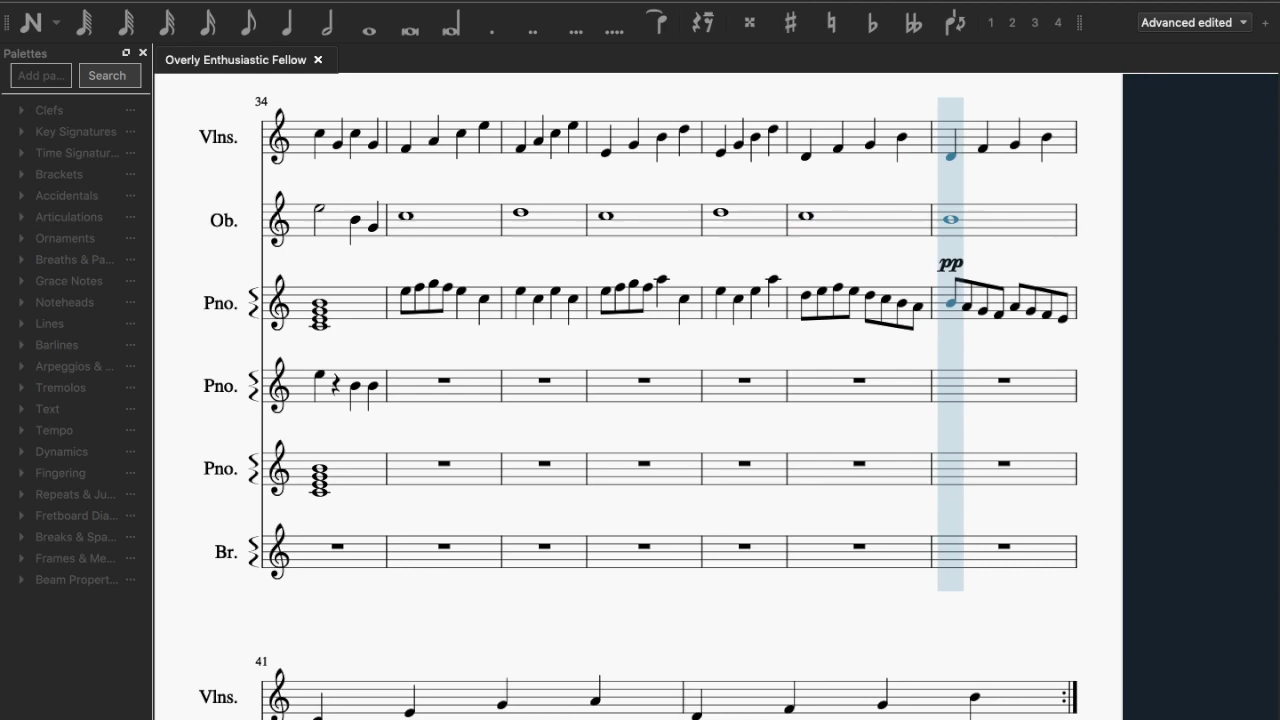 1 2 3 4 Advanced edited +
Palettes
Overly Enthusiastic Fellow
Add pa... Search
Clefs
Key Signatures
Time Signatur...
Brackets
Accidentals
Articulations
Ornaments
Breaths & Pa...
Grace Notes
Noteheads
Lines
Barlines
Arpeggios & ...
Tremolos
Text
Tempo
Dynamics
Fingering
Repeats & Ju...
Fretboard Dia...
Breaks & Spa...
Frames & Me...
Beam Propert...
34
Vlns.
Ob.
pp
Pno.
Pno.
Pno.
Br.
41
Vlns.